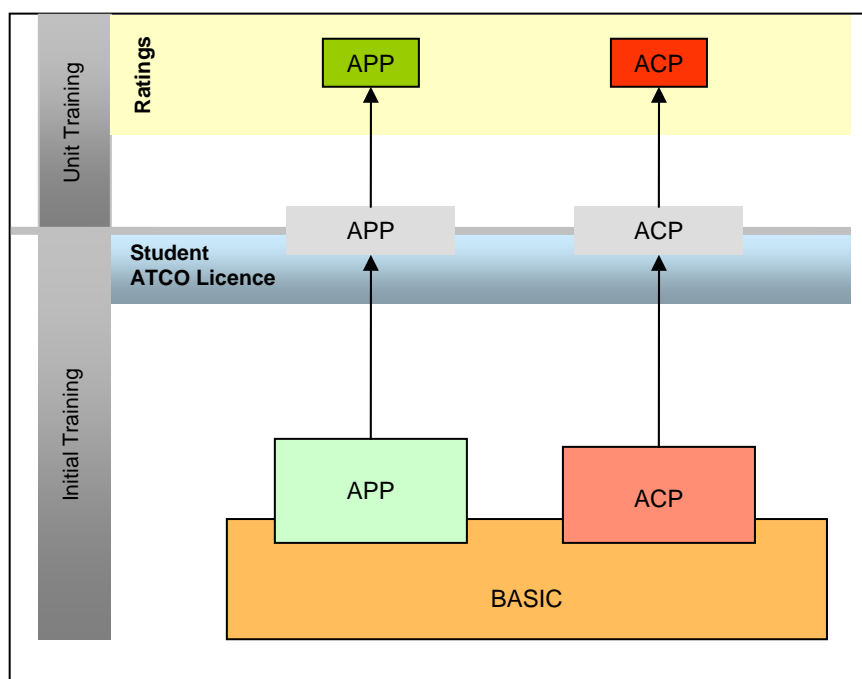 Unit Training
Ratings
APP
ACP
APP
ACP
Student
ATCO Licence
Initial Training
APP
ACP
BASIC